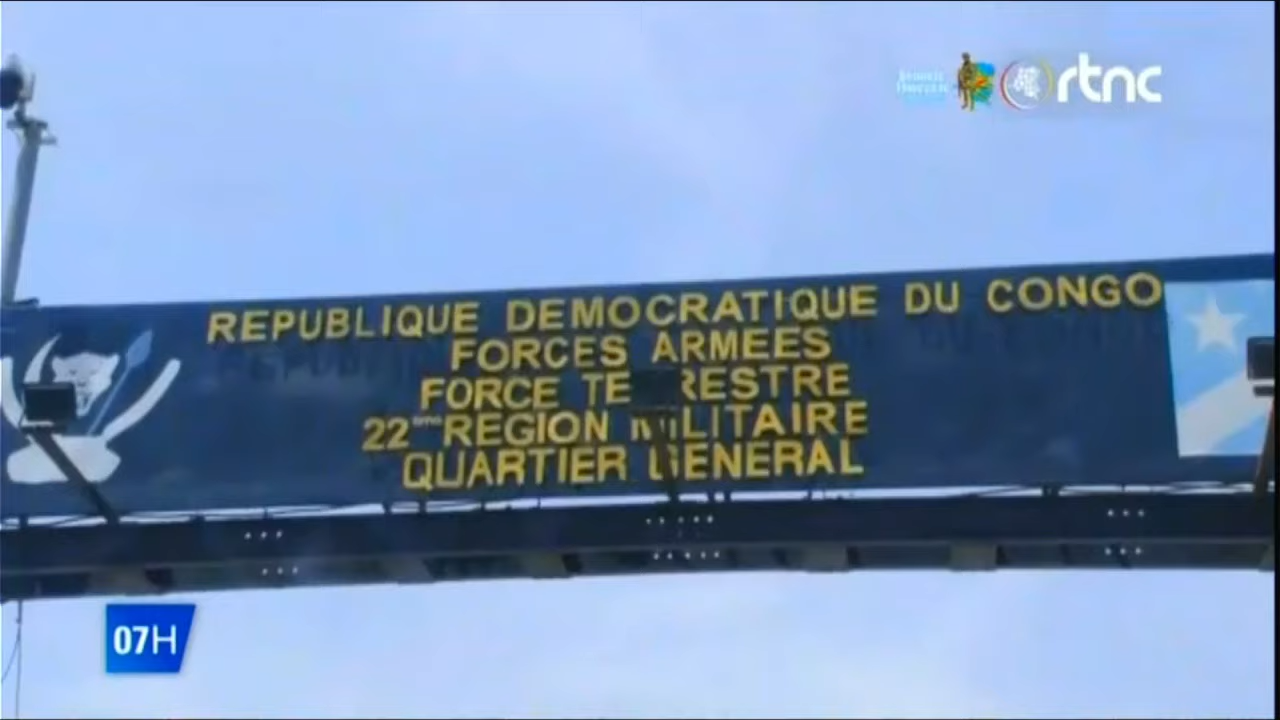 rtnc
REPUBLIQUE DEMOCRATIQUE DU CONGO
FORCES ARMEES
FORCE TERRESTRE
22ème REGION MILITAIRE
QUARTIER GENERAL
07H